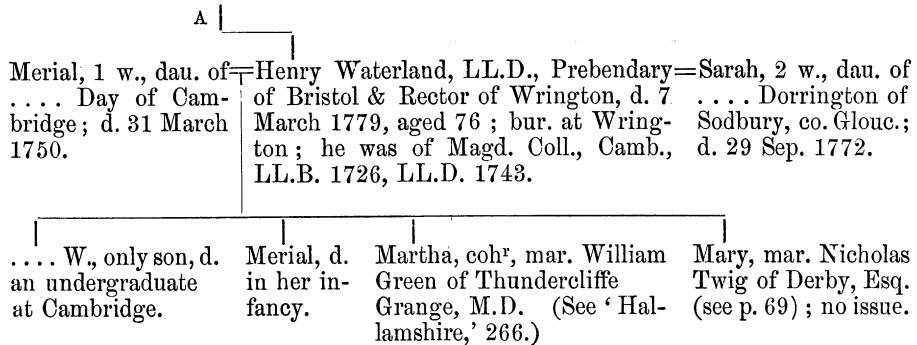 A
Merial, 1 w., dau. of
.... Day of Cam-
bridge; d. 31 March
1750.
=Henry Waterland, LL.D., Prebendary=
of Bristol & Rector of Wrington, d. 7
March 1779, aged 76 ; bur. at Wring-
ton ; he was of Magd. Coll., Camb.,
LL.B. 1726, LL.D. 1743.
Sarah, 2 w., dau. of
.... Dorrington of
Sodbury, co. Glouc.;
d. 29 Sep. 1772.
.... W., only son, d.
an undergraduate
at Cambridge.
Merial, d.
in her in-
fancy.
Martha, cohʳ, mar. William
Green of Thundercliffe
Grange, M.D. (See ‘ Hal-
lamshire,’ 266.)
Mary, mar. Nicholas
Twig of Derby, Esq.
(see p. 69) ; no issue.